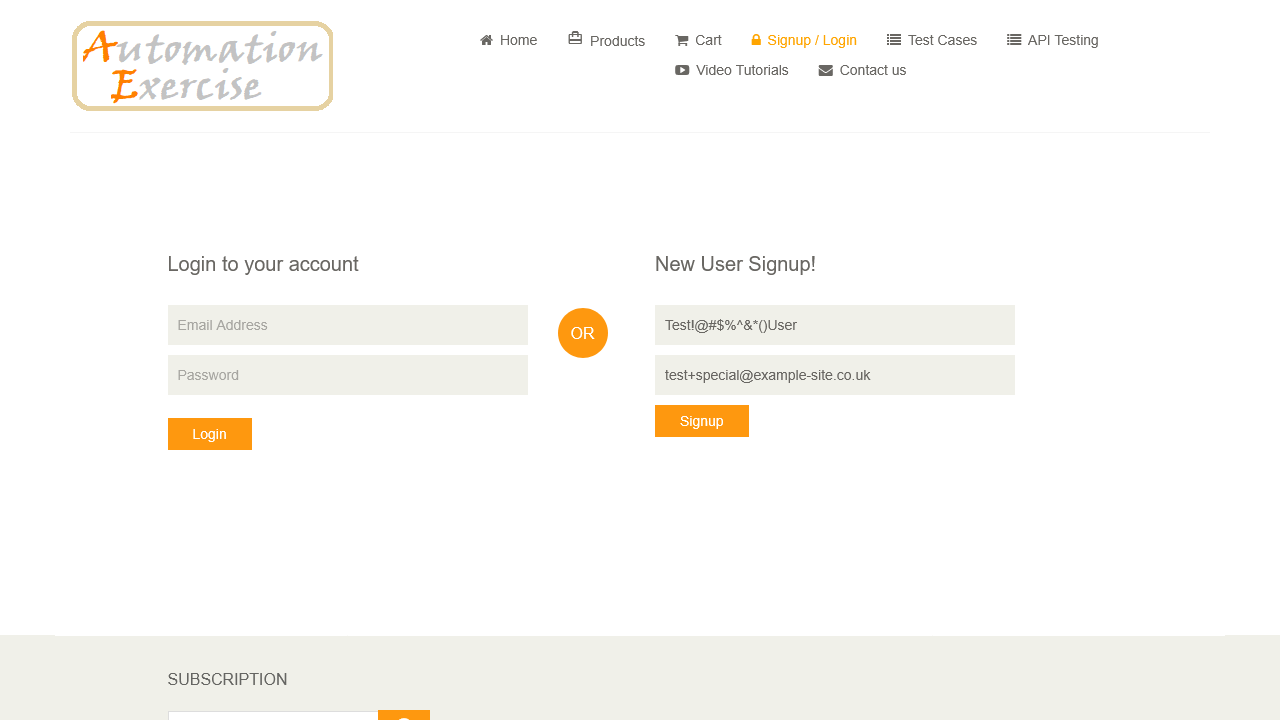 Automation
Exercise
Home
Products
Cart
Signup / Login
Test Cases
API Testing
Video Tutorials
Contact us
Login to your account
Email Address
Password
Login
OR
New User Signup!
Test!@#$%^&*()User
test+special@example-site.co.uk
Signup
SUBSCRIPTION